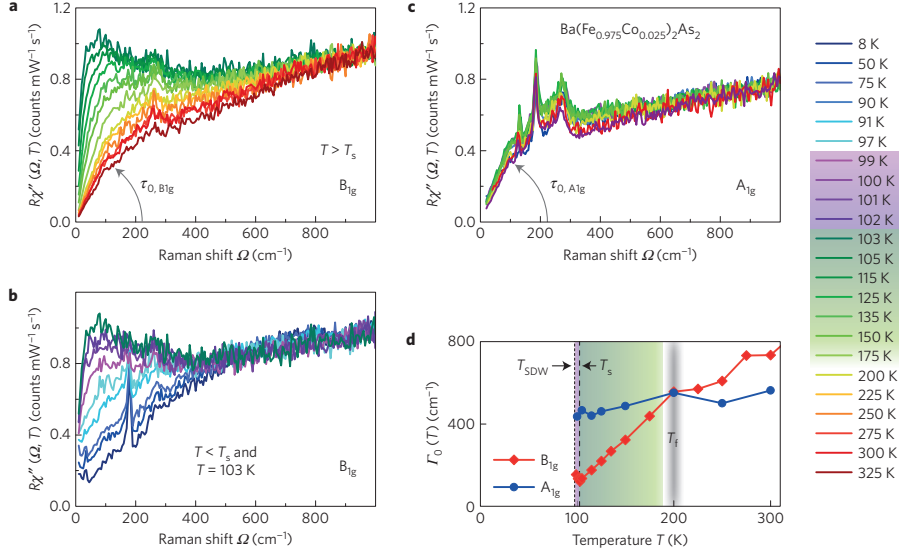 a
1.2
0.8
0.4
0.0
Rχ″ (Ω, T) (counts mW⁻¹ s⁻¹)
T > Tₛ
B₁g
τ₀, B1g
0 200 400 600 800
Raman shift Ω (cm⁻¹)
c
1.2
0.8
0.4
0.0
Rχ″ (Ω, T) (counts mW⁻¹ s⁻¹)
Ba(Fe₀.₉₇₅Co₀.₀₂₅)₂As₂
A₁g
τ₀, A1g
0 200 400 600 800
Raman shift Ω (cm⁻¹)
b
0.8
0.4
0.0
Rχ″ (Ω, T) (counts mW⁻¹ s⁻¹)
T < Tₛ and
T = 103 K
B₁g
0 200 400 600 800
Raman shift Ω (cm⁻¹)
d
800
400
0
Γ₀ (T) (cm⁻¹)
T_SDW
Tₛ
T_f
B₁g
A₁g
0 100 200 300
Temperature T (K)
8 K
50 K
75 K
90 K
91 K
97 K
99 K
100 K
101 K
102 K
103 K
105 K
115 K
125 K
135 K
150 K
175 K
200 K
225 K
250 K
275 K
300 K
325 K